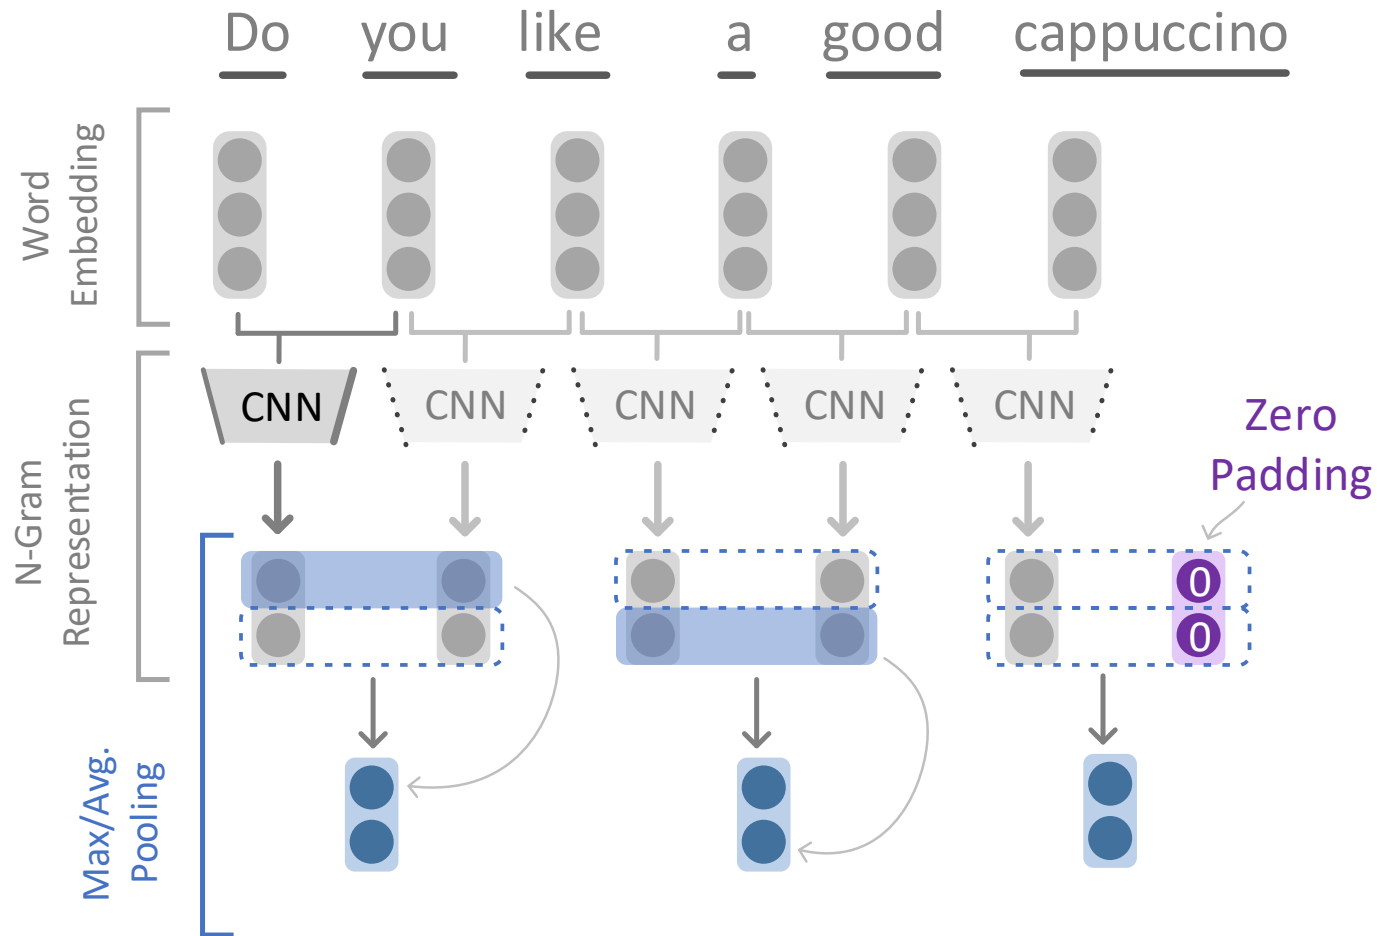 Do you like a good cappuccino
Word
Embedding
CNN CNN CNN CNN CNN
N-Gram
Representation
Zero
Padding
0
0
Max/Avg.
Pooling